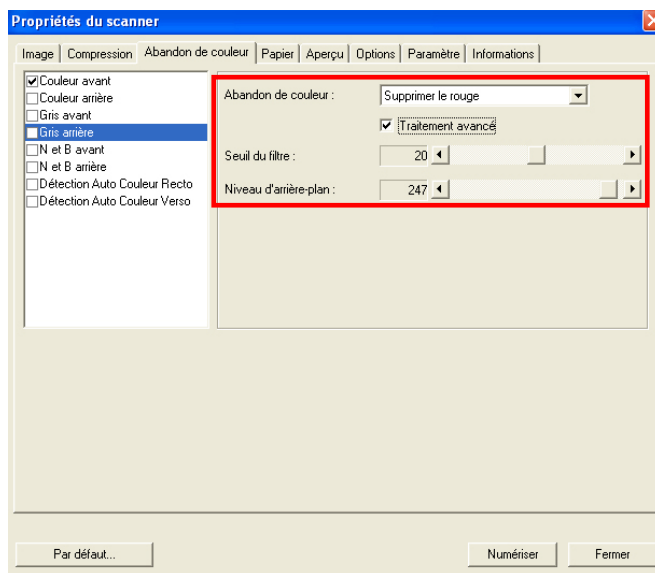 Propriétés du scanner
Image Compression Abandon de couleur Papier Aperçu Options Paramètre Informations
Couleur avant
Couleur arrière
Gris avant
Gris arrière
N et B avant
N et B arrière
Détection Auto Couleur Recto
Détection Auto Couleur Verso
Abandon de couleur : Supprimer le rouge
Traitement avancé
Seuil du filtre : 20
Niveau d'arrière-plan : 247
Par défaut... Numériser Fermer